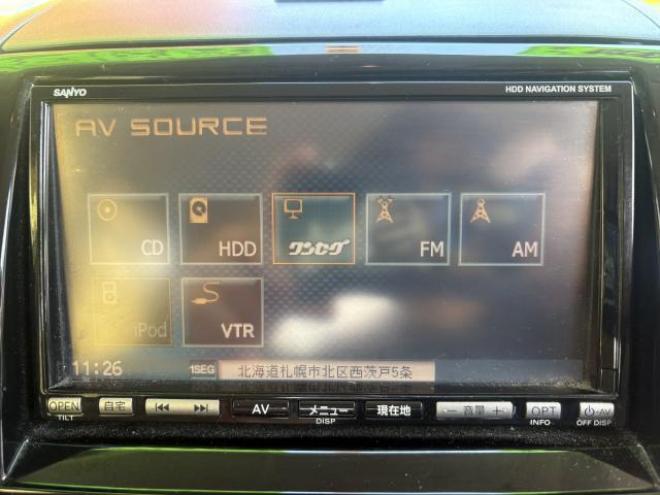 SANYO
HDD NAVIGATION SYSTEM
AV SOURCE
CD
HDD
ワンセグ
FM
AM
iPod
VTR
11:26
1SEG
北海道札幌市北区西茨戸5条
OPEN
TILT
自宅
AV
メニュー
DISP
現在地
− 音量 +
OPT
INFO
AV
OFF DISP